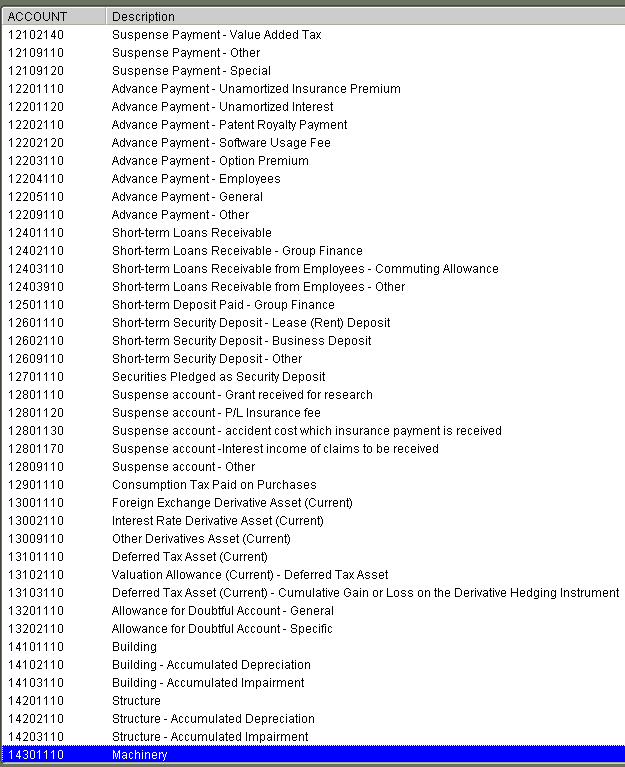 ACCOUNT Description
12102140 Suspense Payment - Value Added Tax
12109110 Suspense Payment - Other
12109120 Suspense Payment - Special
12201110 Advance Payment - Unamortized Insurance Premium
12201120 Advance Payment - Unamortized Interest
12202110 Advance Payment - Patent Royalty Payment
12202120 Advance Payment - Software Usage Fee
12203110 Advance Payment - Option Premium
12204110 Advance Payment - Employees
12205110 Advance Payment - General
12209110 Advance Payment - Other
12401110 Short-term Loans Receivable
12402110 Short-term Loans Receivable - Group Finance
12403110 Short-term Loans Receivable from Employees - Commuting Allowance
12403910 Short-term Loans Receivable from Employees - Other
12501110 Short-term Deposit Paid - Group Finance
12601110 Short-term Security Deposit - Lease (Rent) Deposit
12602110 Short-term Security Deposit - Business Deposit
12609110 Short-term Security Deposit - Other
12701110 Securities Pledged as Security Deposit
12801110 Suspense account - Grant received for research
12801120 Suspense account - P/L Insurance fee
12801130 Suspense account - accident cost which insurance payment is received
12801170 Suspense account -Interest income of claims to be received
12809110 Suspense account - Other
12901110 Consumption Tax Paid on Purchases
13001110 Foreign Exchange Derivative Asset (Current)
13002110 Interest Rate Derivative Asset (Current)
13009110 Other Derivatives Asset (Current)
13101110 Deferred Tax Asset (Current)
13102110 Valuation Allowance (Current) - Deferred Tax Asset
13103110 Deferred Tax Asset (Current) - Cumulative Gain or Loss on the Derivative Hedging Instrument
13201110 Allowance for Doubtful Account - General
13202110 Allowance for Doubtful Account - Specific
14101110 Building
14102110 Building - Accumulated Depreciation
14103110 Building - Accumulated Impairment
14201110 Structure
14202110 Structure - Accumulated Depreciation
14203110 Structure - Accumulated Impairment
14301110 Machinery